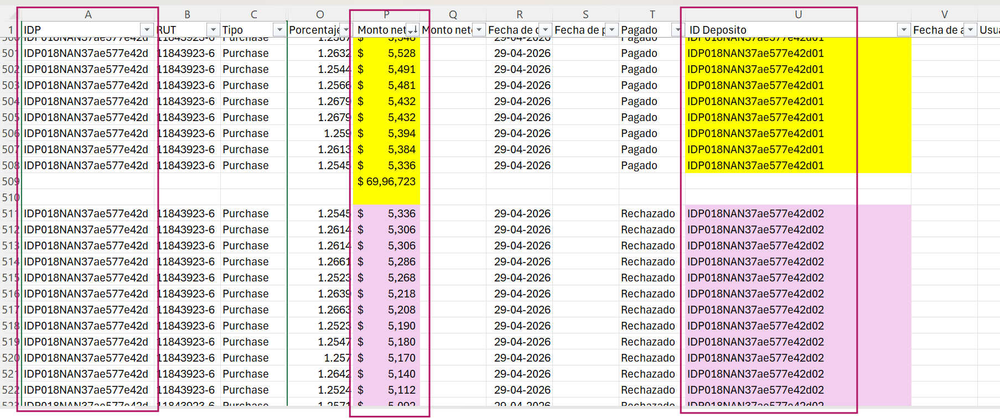 A B C O P Q R S T U V
1 IDP RUT Tipo Porcentaje Monto net Monto net Fecha de Fecha de p Pagado ID Deposito Fecha de a Usu
500 IDP018NAN37ae577e42d 11843923-6 Purchase 1.2587 $ 5,548 29-04-2026 Pagado IDP018NAN37ae577e42d01
501 IDP018NAN37ae577e42d 11843923-6 Purchase 1.2632 $ 5,528 29-04-2026 Pagado IDP018NAN37ae577e42d01
502 IDP018NAN37ae577e42d 11843923-6 Purchase 1.2544 $ 5,491 29-04-2026 Pagado IDP018NAN37ae577e42d01
503 IDP018NAN37ae577e42d 11843923-6 Purchase 1.2566 $ 5,481 29-04-2026 Pagado IDP018NAN37ae577e42d01
504 IDP018NAN37ae577e42d 11843923-6 Purchase 1.2679 $ 5,432 29-04-2026 Pagado IDP018NAN37ae577e42d01
505 IDP018NAN37ae577e42d 11843923-6 Purchase 1.2679 $ 5,432 29-04-2026 Pagado IDP018NAN37ae577e42d01
506 IDP018NAN37ae577e42d 11843923-6 Purchase 1.259 $ 5,394 29-04-2026 Pagado IDP018NAN37ae577e42d01
507 IDP018NAN37ae577e42d 11843923-6 Purchase 1.2613 $ 5,384 29-04-2026 Pagado IDP018NAN37ae577e42d01
508 IDP018NAN37ae577e42d 11843923-6 Purchase 1.2545 $ 5,336 29-04-2026 Pagado IDP018NAN37ae577e42d01
509 $ 69,96,723
510
511 IDP018NAN37ae577e42d 11843923-6 Purchase 1.2545 $ 5,336 29-04-2026 Rechazado IDP018NAN37ae577e42d02
512 IDP018NAN37ae577e42d 11843923-6 Purchase 1.2614 $ 5,306 29-04-2026 Rechazado IDP018NAN37ae577e42d02
513 IDP018NAN37ae577e42d 11843923-6 Purchase 1.2614 $ 5,306 29-04-2026 Rechazado IDP018NAN37ae577e42d02
514 IDP018NAN37ae577e42d 11843923-6 Purchase 1.2661 $ 5,286 29-04-2026 Rechazado IDP018NAN37ae577e42d02
515 IDP018NAN37ae577e42d 11843923-6 Purchase 1.2523 $ 5,268 29-04-2026 Rechazado IDP018NAN37ae577e42d02
516 IDP018NAN37ae577e42d 11843923-6 Purchase 1.2639 $ 5,218 29-04-2026 Rechazado IDP018NAN37ae577e42d02
517 IDP018NAN37ae577e42d 11843923-6 Purchase 1.2663 $ 5,208 29-04-2026 Rechazado IDP018NAN37ae577e42d02
518 IDP018NAN37ae577e42d 11843923-6 Purchase 1.2523 $ 5,190 29-04-2026 Rechazado IDP018NAN37ae577e42d02
519 IDP018NAN37ae577e42d 11843923-6 Purchase 1.2547 $ 5,180 29-04-2026 Rechazado IDP018NAN37ae577e42d02
520 IDP018NAN37ae577e42d 11843923-6 Purchase 1.257 $ 5,170 29-04-2026 Rechazado IDP018NAN37ae577e42d02
521 IDP018NAN37ae577e42d 11843923-6 Purchase 1.2642 $ 5,140 29-04-2026 Rechazado IDP018NAN37ae577e42d02
522 IDP018NAN37ae577e42d 11843923-6 Purchase 1.2524 $ 5,112 29-04-2026 Rechazado IDP018NAN37ae577e42d02
523 IDP018NAN37ae577e42d 11843923-6 Purchase 1.2571 $ 5,092 29-04-2026 Rechazado IDP018NAN37ae577e42d02